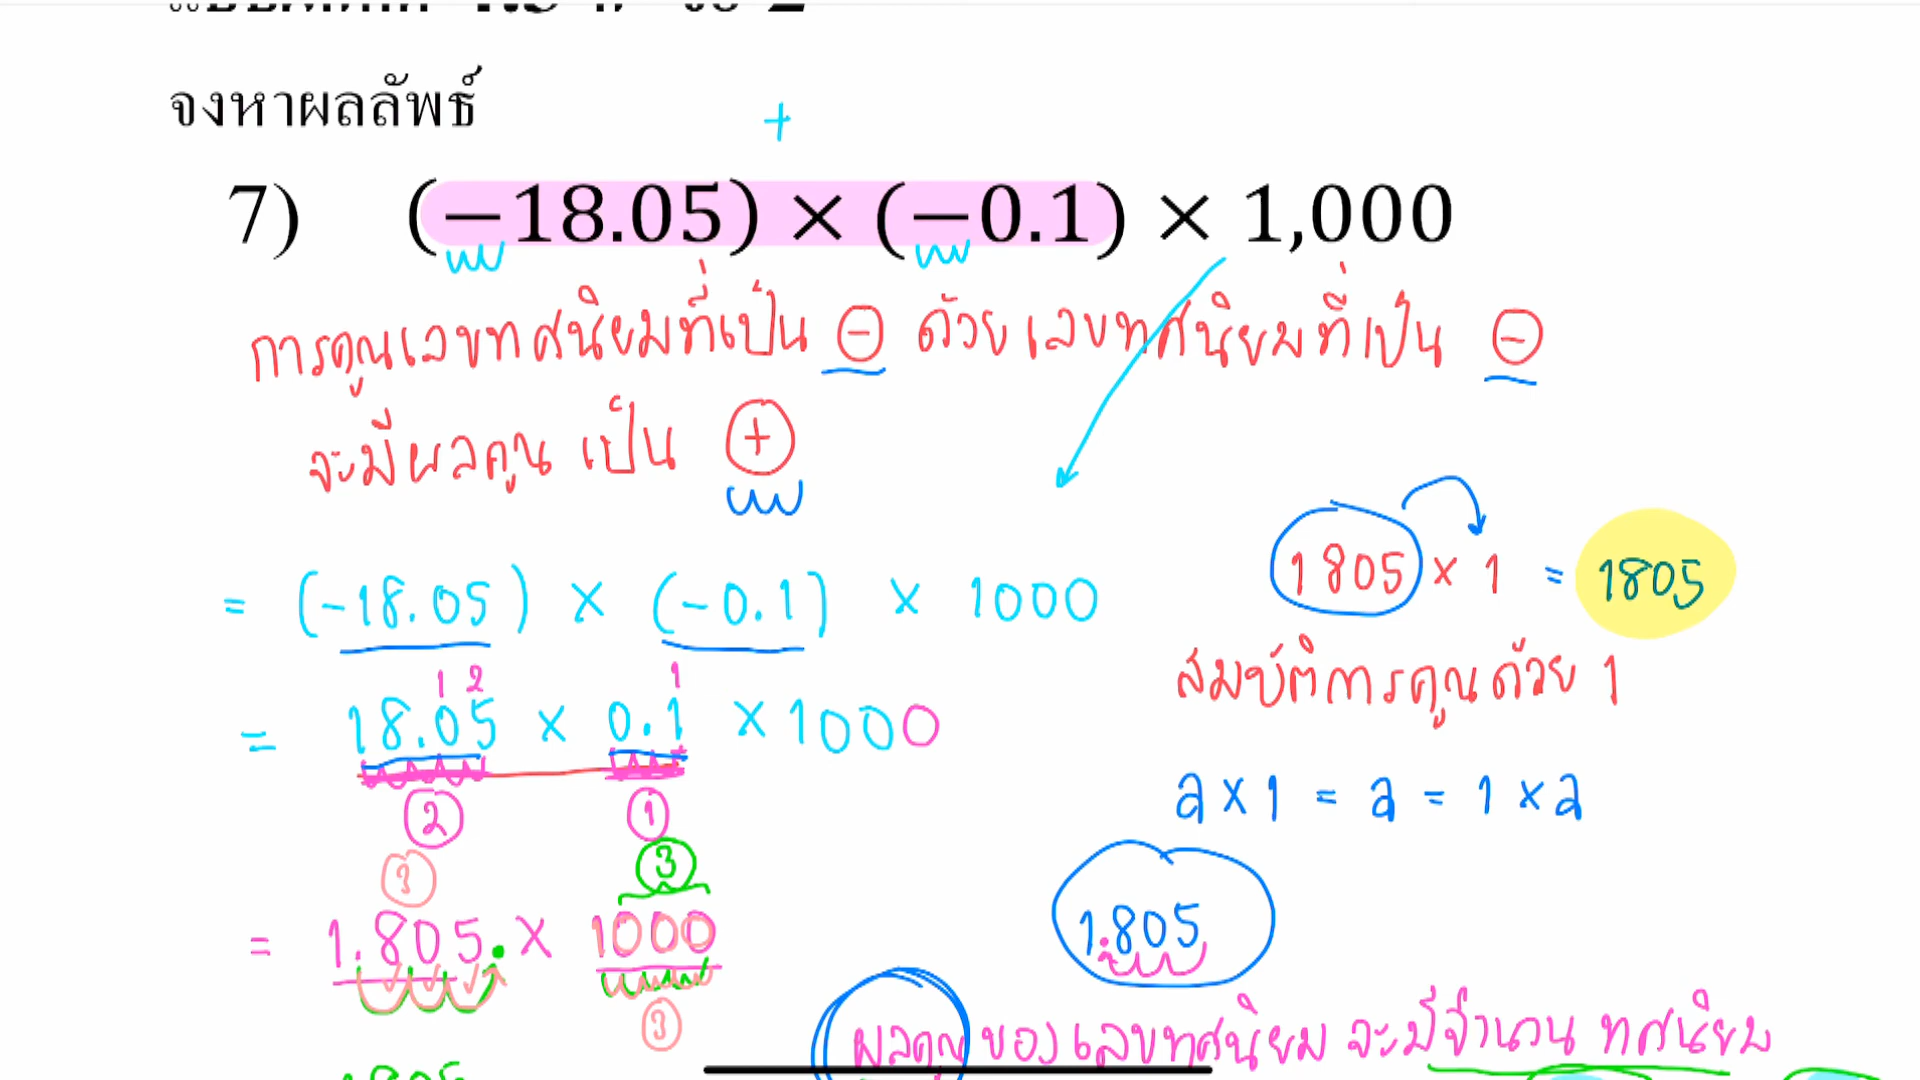 จงหาผลลัพธ์
+
7) (−18.05) × (−0.1) × 1,000
การคูณเลขทศนิยมที่เป็น ⊖ ด้วยเลขทศนิยมที่เป็น ⊖
จะมีผลคูณ เป็น ⊕
= (-18.05) × (-0.1) × 1000
1 2 1
= 18.05 × 0.1 × 1000
② ①
③ ③
= 1.805. × 1000
③
1805
1805 × 1 = 1805
สมบัติการคูณด้วย 1
a × 1 = a = 1 × a
1.805
ผลคูณของเลขทศนิยม จะมีจำนวน ทศนิยม